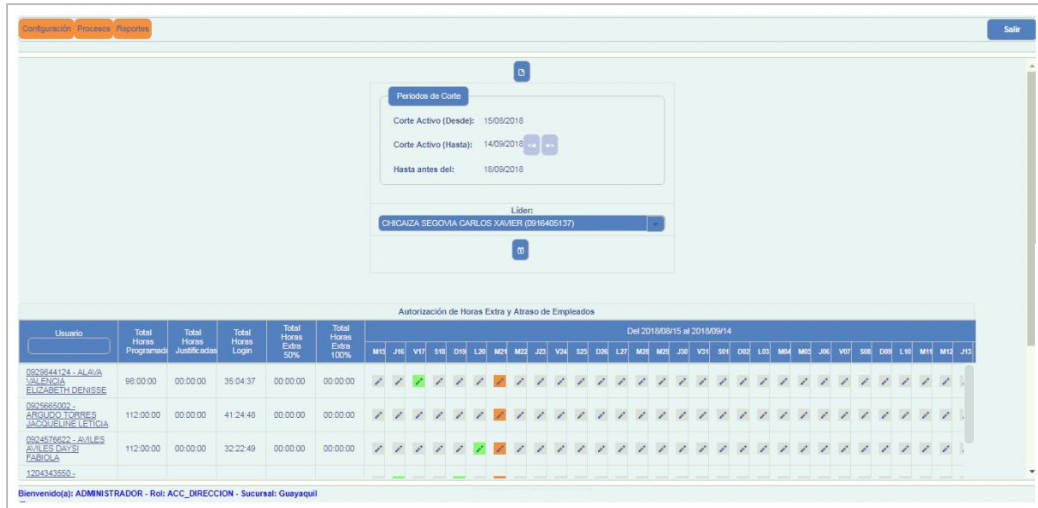 Configuración Procesos Reportes
Salir
Periodos de Corte
Corte Activo (Desde): 15/08/2018
Corte Activo (Hasta): 14/09/2018
Hasta antes del: 18/09/2018
Líder:
CHICAIZA SEGOVIA CARLOS XAVIER (0916405137)
Autorización de Horas Extra y Atraso de Empleados
Usuario
Total Horas Programad
Total Horas Justificadas
Total Horas Login
Total Horas Extra 50%
Total Horas Extra 100%
Del 2018/08/15 al 2018/09/14
M15 J16 V17 S18 D19 L20 M21 M22 J23 V24 S25 D26 L27 M28 M29 J30 V31 S01 D02 L03 M04 M05 J06 V07 S08 D09 L10 M11 M12 J13
0929844124 - ALAVA
VALENCIA
ELIZABETH DENISSE
98:00:00 00:00:00 35:04:37 00:00:00 00:00:00
0925665002 -
ARGUDO TORRES
JACQUELINE LETICIA
112:00:00 00:00:00 41:24:48 00:00:00 00:00:00
0924576622 - AVILES
AVILES DAYSI
FABIOLA
112:00:00 00:00:00 32:22:49 00:00:00 00:00:00
1204343550 -
Bienvenido(a): ADMINISTRADOR - Rol: ACC_DIRECCION - Sucursal: Guayaquil